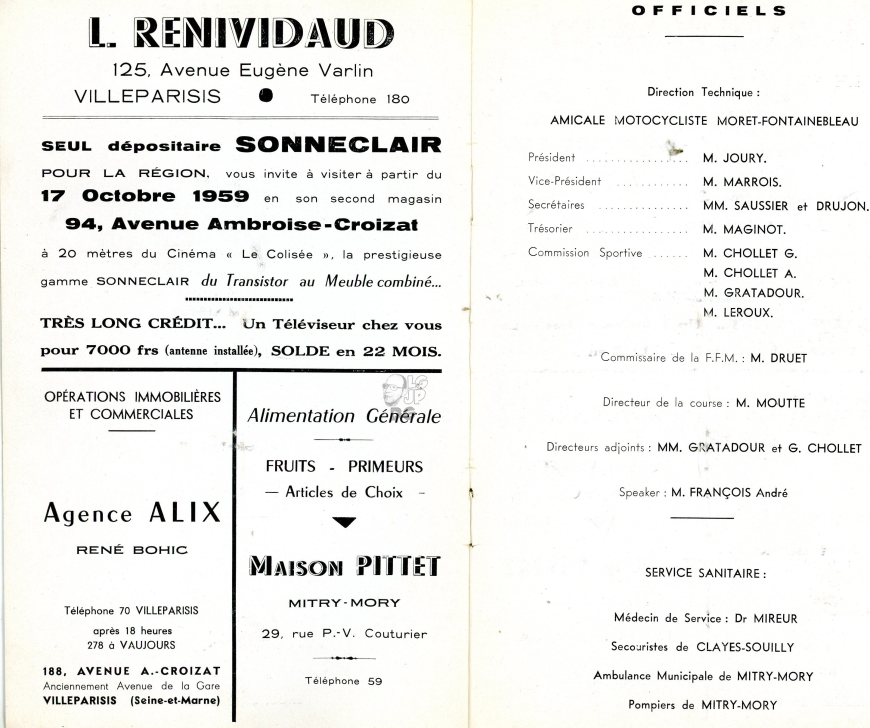 L. RENIVIDAUD
125, Avenue Eugène Varlin
VILLEPARISIS ● Téléphone 180
SEUL dépositaire SONNECLAIR
POUR LA RÉGION, vous invite à visiter à partir du
17 Octobre 1959 en son second magasin
94, Avenue Ambroise-Croizat
à 20 mètres du Cinéma « Le Colisée », la prestigieuse
gamme SONNECLAIR du Transistor au Meuble combiné...
TRÈS LONG CRÉDIT... Un Téléviseur chez vous
pour 7000 frs (antenne installée), SOLDE en 22 MOIS.
OPÉRATIONS IMMOBILIÈRES
ET COMMERCIALES
Agence ALIX
RENÉ BOHIC
Téléphone 70 VILLEPARISIS
après 18 heures
278 à VAUJOURS
188, AVENUE A.-CROIZAT
Anciennement Avenue de la Gare
VILLEPARISIS (Seine-et-Marne)
Alimentation Générale
FRUITS - PRIMEURS
— Articles de Choix -
MAISON PITTET
MITRY-MORY
29, rue P.-V. Couturier
Téléphone 59
OFFICIELS
Direction Technique :
AMICALE MOTOCYCLISTE MORET-FONTAINEBLEAU
Président ................ M. JOURY.
Vice-Président ............ M. MARROIS.
Secrétaires ............... MM. SAUSSIER et DRUJON.
Trésorier ................ M. MAGINOT.
Commission Sportive ...... M. CHOLLET G.
M. CHOLLET A.
M. GRATADOUR.
M. LEROUX.
Commissaire de la F.F.M. : M. DRUET
Directeur de la course : M. MOUTTE
Directeurs adjoints : MM. GRATADOUR et G. CHOLLET
Speaker : M. FRANÇOIS André
SERVICE SANITAIRE :
Médecin de Service : Dr MIREUR
Secouristes de CLAYES-SOUILLY
Ambulance Municipale de MITRY-MORY
Pompiers de MITRY-MORY